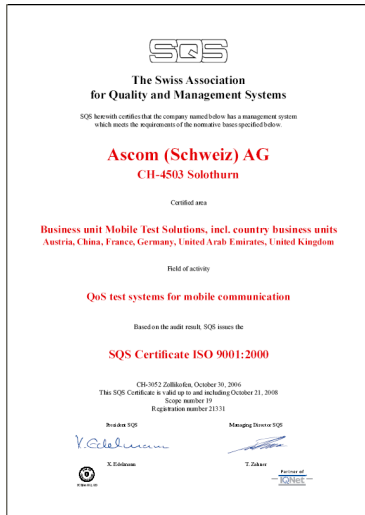 SQS
The Swiss Association
for Quality and Management Systems
SQS herewith certifies that the company named below has a management system
which meets the requirements of the normative bases specified below.
Ascom (Schweiz) AG
CH-4503 Solothurn
Certified area
Business unit Mobile Test Solutions, incl. country business units
Austria, China, France, Germany, United Arab Emirates, United Kingdom
Field of activity
QoS test systems for mobile communication
Based on the audit result, SQS issues the
SQS Certificate ISO 9001:2000
CH-3052 Zollikofen, October 30, 2006
This SQS Certificate is valid up to and including October 21, 2008
Scope number 19
Registration number 21331
President SQS Managing Director SQS
X. Edelmann
X. Edelmann T. Zahner
Partner of
IQNet